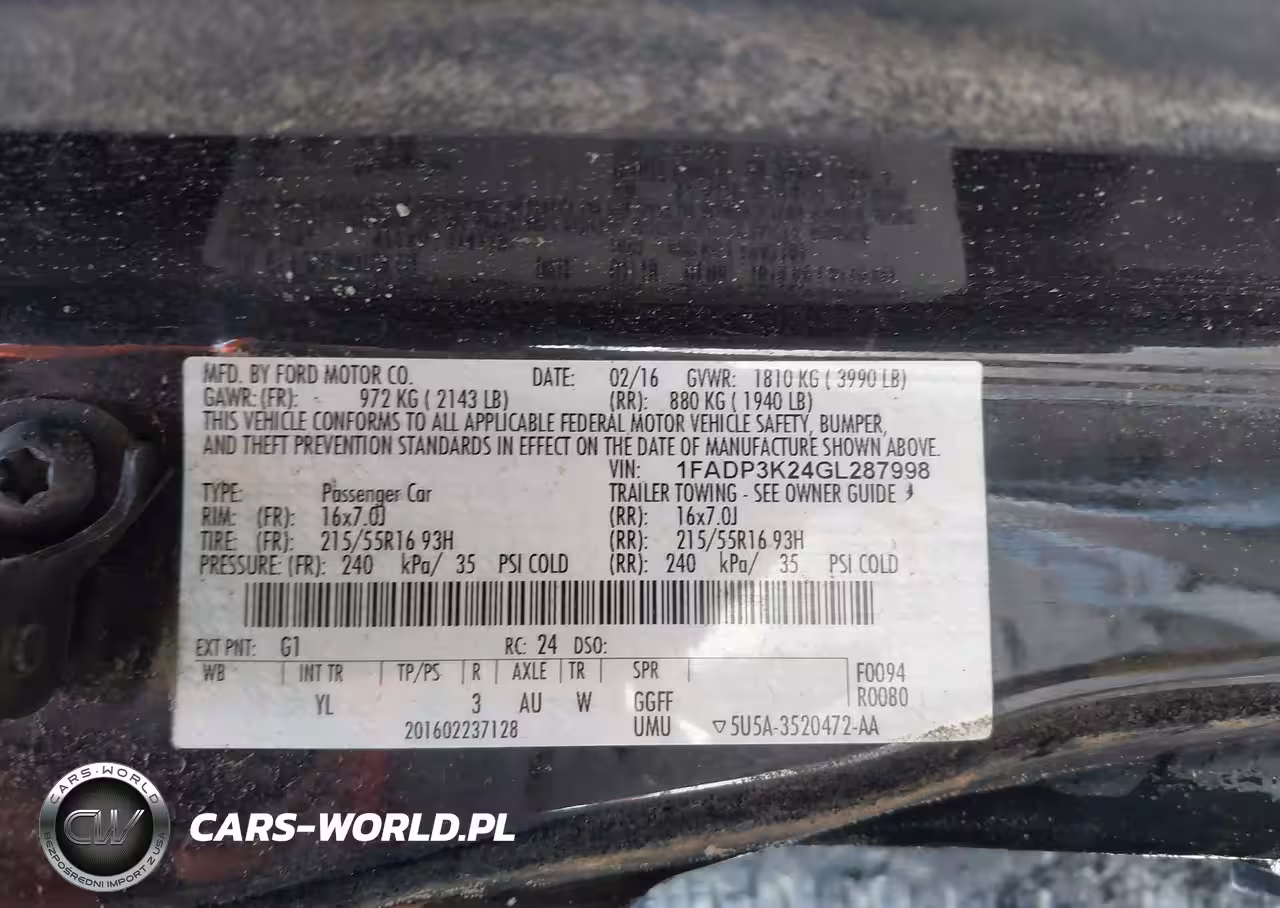 MFD. BY FORD MOTOR CO. DATE: 02/16 GVWR: 1810 KG ( 3990 LB)
GAWR: (FR): 972 KG ( 2143 LB) (RR): 880 KG ( 1940 LB)
THIS VEHICLE CONFORMS TO ALL APPLICABLE FEDERAL MOTOR VEHICLE SAFETY, BUMPER,
AND THEFT PREVENTION STANDARDS IN EFFECT ON THE DATE OF MANUFACTURE SHOWN ABOVE.
VIN: 1FADP3K24GL287998
TYPE: Passenger Car TRAILER TOWING - SEE OWNER GUIDE
RIM: (FR): 16x7.0J (RR): 16x7.0J
TIRE: (FR): 215/55R16 93H (RR): 215/55R16 93H
PRESSURE: (FR): 240 kPa/ 35 PSI COLD (RR): 240 kPa/ 35 PSI COLD
EXT PNT: G1 RC: 24 DSO:
WB INT TR TP/PS R AXLE TR SPR F0094
YL 3 AU W GGFF R0080
201602237128 UMU ▽5U5A-3520472-AA
CARS-WORLD
CW
BEZPOŚREDNI IMPORT Z USA
CARS-WORLD.PL